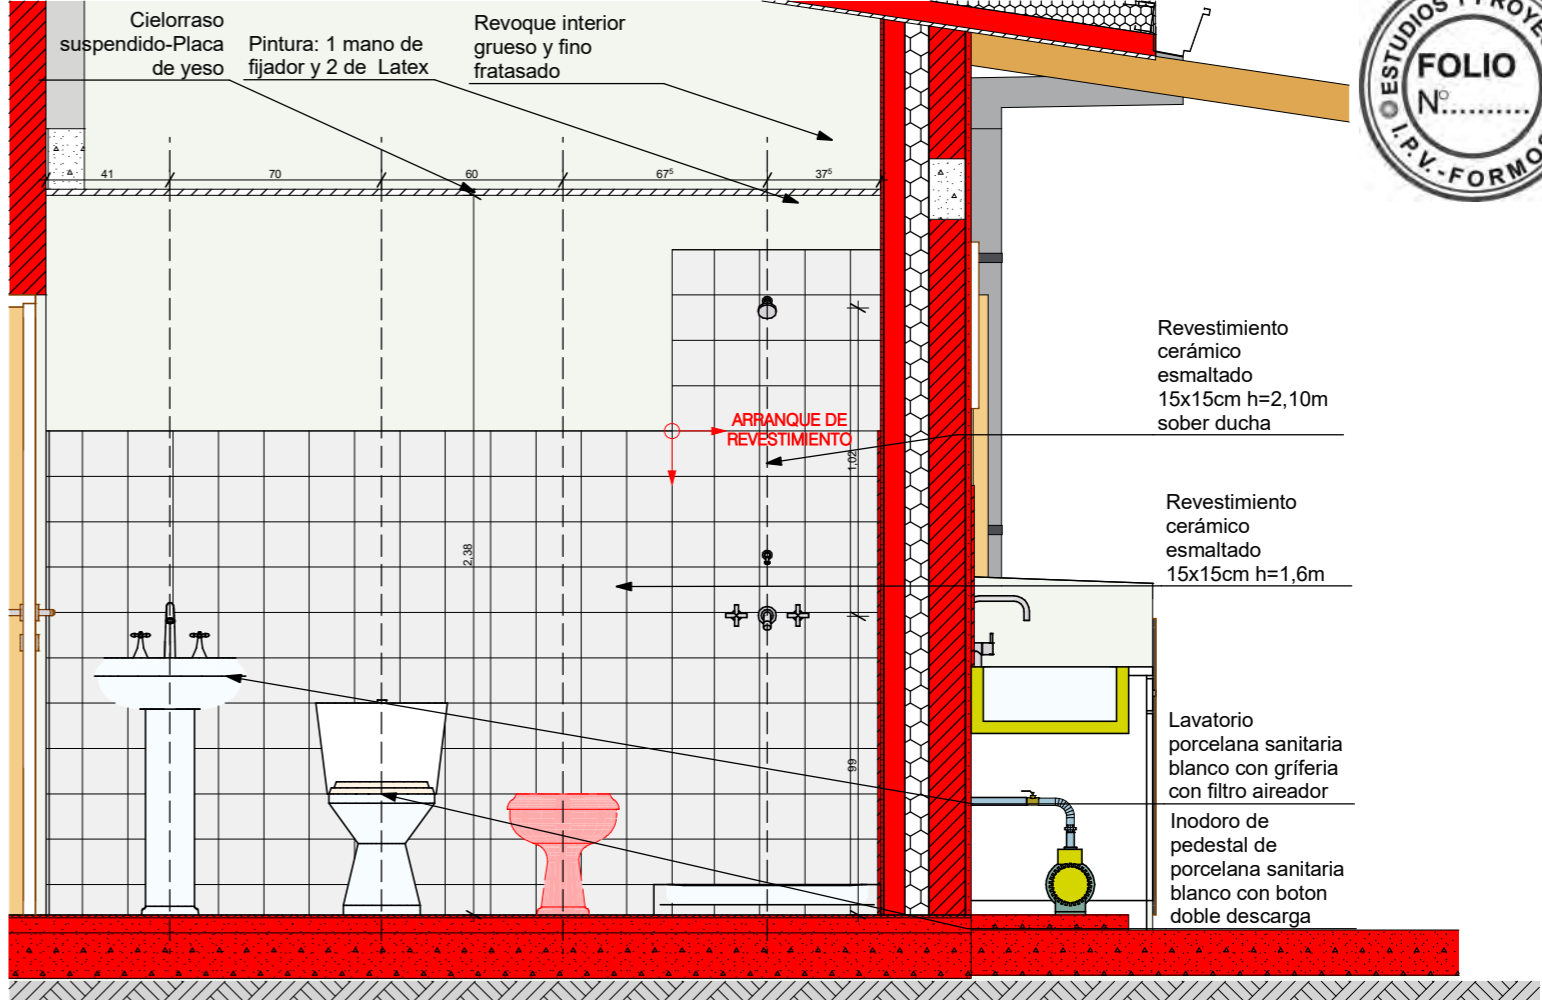 Cielorraso
suspendido-Placa
de yeso
Pintura: 1 mano de
fijador y 2 de Latex
Revoque interior
grueso y fino
fratasado
ESTUDIOS Y PROYEC
FOLIO
Nº..........
I.P.V.-FORMOS
41
70
60
67⁵
37⁵
ARRANQUE DE
REVESTIMIENTO
1,02
2,38
99
Revestimiento
cerámico
esmaltado
15x15cm h=2,10m
sober ducha
Revestimiento
cerámico
esmaltado
15x15cm h=1,6m
Lavatorio
porcelana sanitaria
blanco con gríferia
con filtro aireador
Inodoro de
pedestal de
porcelana sanitaria
blanco con boton
doble descarga